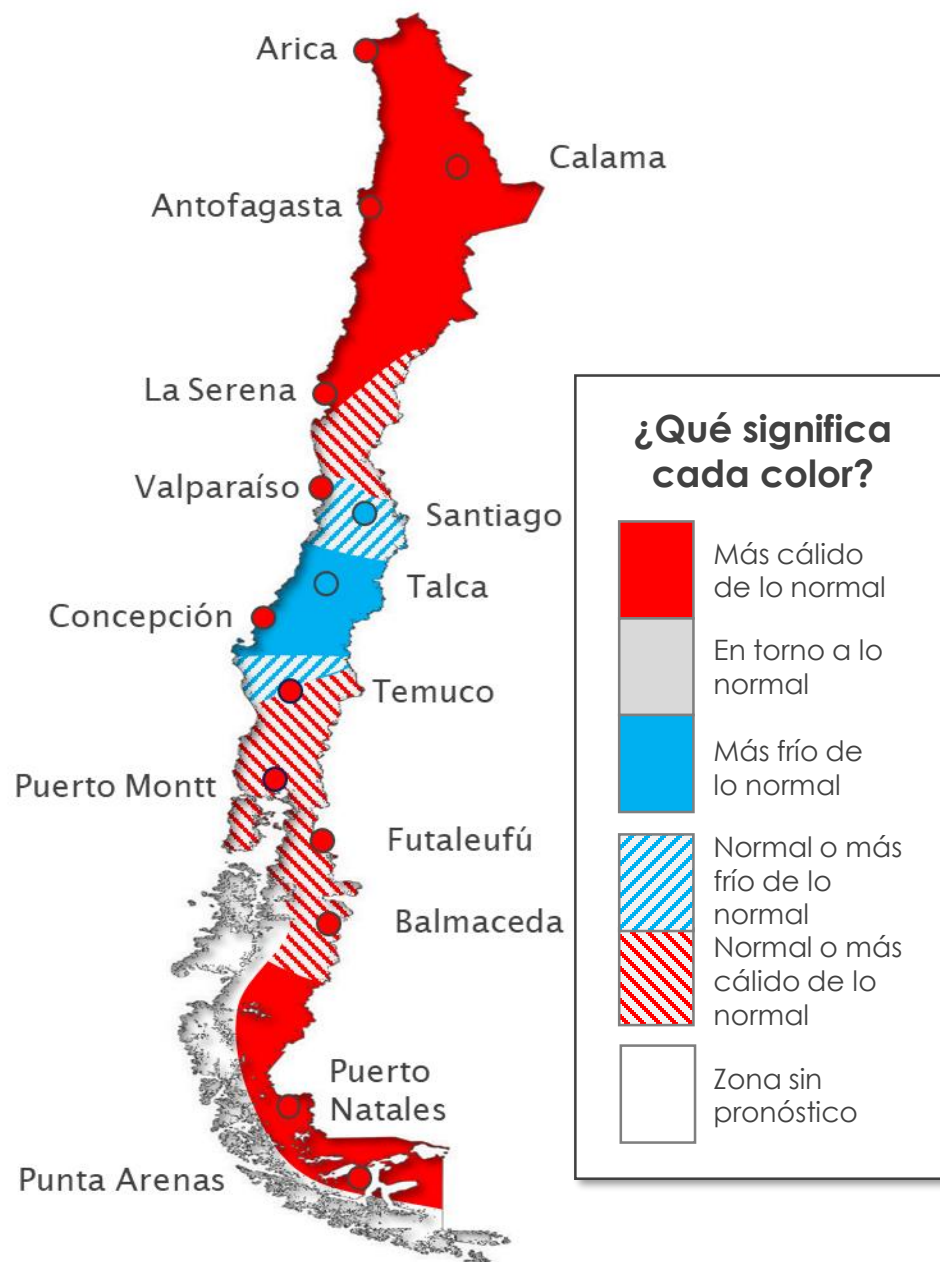 Arica
Calama
Antofagasta
La Serena
Valparaíso
Santiago
Talca
Concepción
Temuco
Puerto Montt
Futaleufú
Balmaceda
Puerto
Natales
Punta Arenas
¿Qué significa
cada color?
Más cálido
de lo normal
En torno a lo
normal
Más frío de
lo normal
Normal o más
frío de lo
normal
Normal o más
cálido de lo
normal
Zona sin
pronóstico